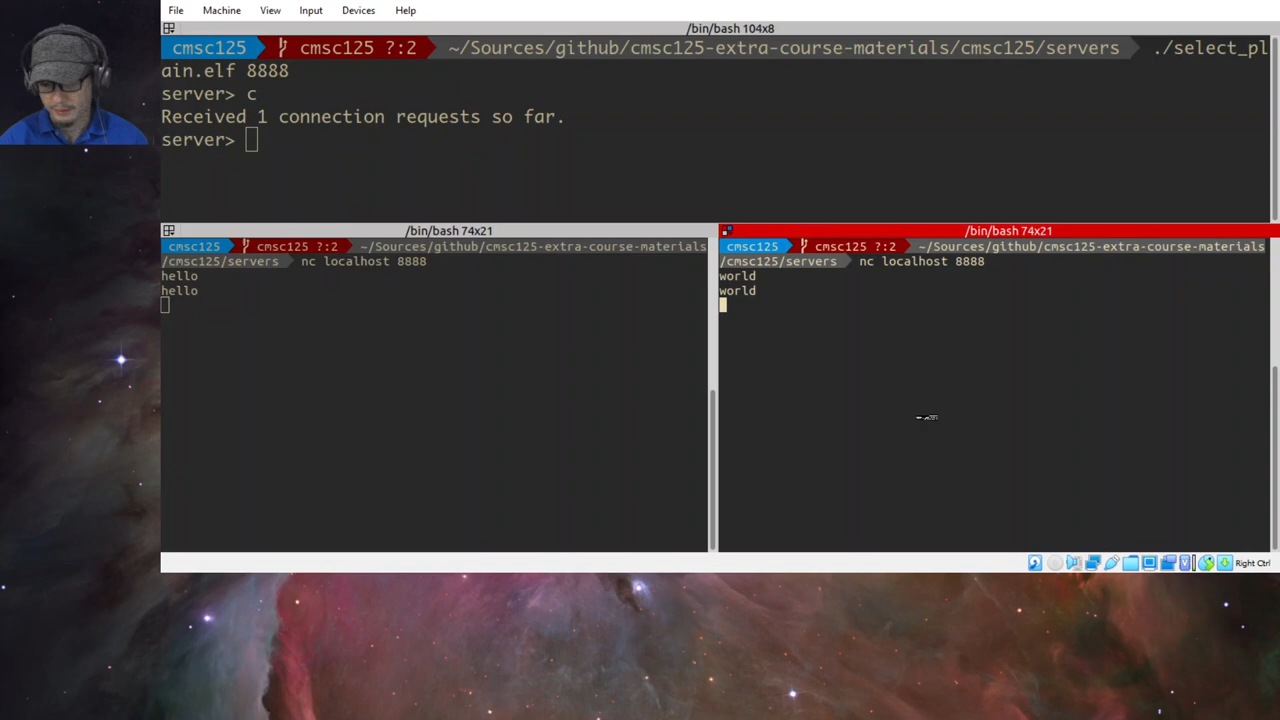 File Machine View Input Devices Help
/bin/bash 104x8
cmsc125 cmsc125 ?:2 ~/Sources/github/cmsc125-extra-course-materials/cmsc125/servers ./select_pl
ain.elf 8888
server> c
Received 1 connection requests so far.
server>
/bin/bash 74x21
cmsc125 cmsc125 ?:2 ~/Sources/github/cmsc125-extra-course-materials
/cmsc125/servers nc localhost 8888
hello
hello
/bin/bash 74x21
cmsc125 cmsc125 ?:2 ~/Sources/github/cmsc125-extra-course-materials
/cmsc125/servers nc localhost 8888
world
world
Right Ctrl